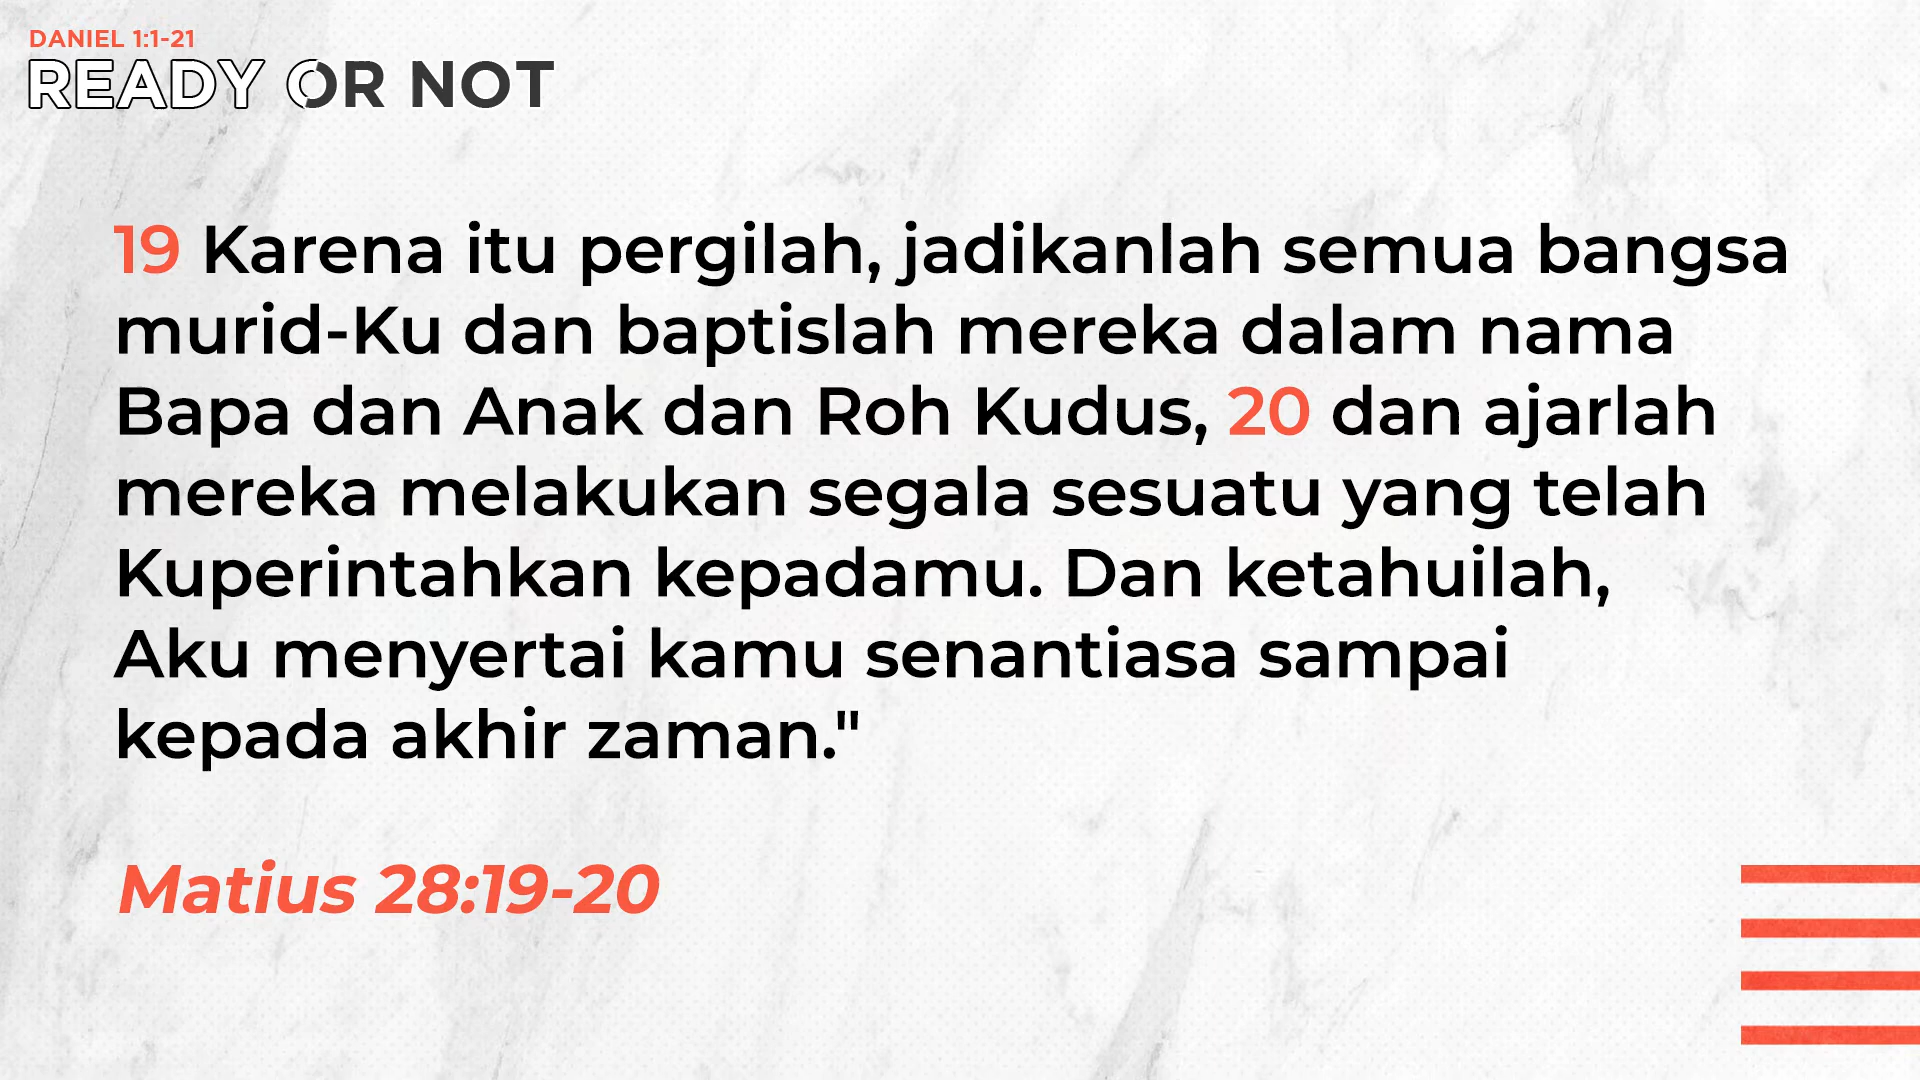 DANIEL 1:1-21
READY OR NOT
19 Karena itu pergilah, jadikanlah semua bangsa
murid-Ku dan baptislah mereka dalam nama
Bapa dan Anak dan Roh Kudus, 20 dan ajarlah
mereka melakukan segala sesuatu yang telah
Kuperintahkan kepadamu. Dan ketahuilah,
Aku menyertai kamu senantiasa sampai
kepada akhir zaman."
Matius 28:19-20